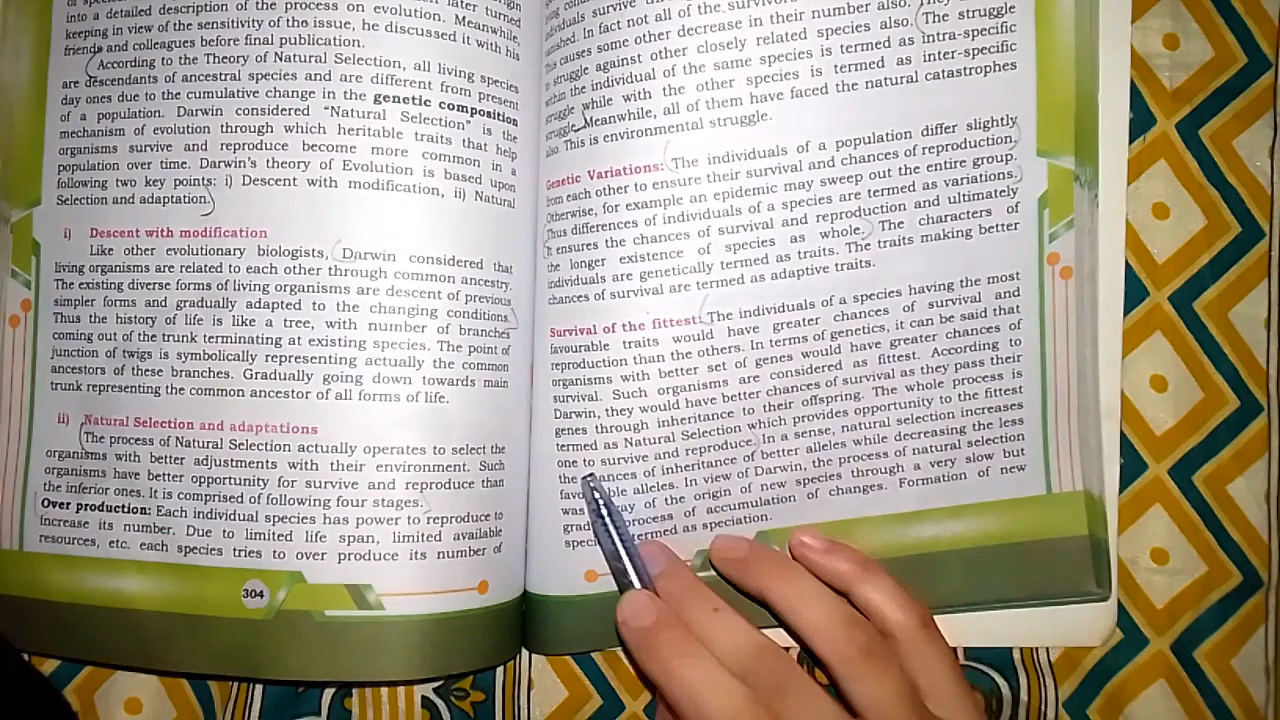 later turned
into a detailed description of the process on evolution. Meanwhile,
keeping in view of the sensitivity of the issue, he discussed it with his
friends and colleagues before final publication.
According to the Theory of Natural Selection, all living species
are descendants of ancestral species and are different from present
day ones due to the cumulative change in the genetic composition
of a population. Darwin considered "Natural Selection" is the
mechanism of evolution through which heritable traits that help
organisms survive and reproduce become more common in a
population over time. Darwin's theory of Evolution is based upon
following two key points: i) Descent with modification, ii) Natural
Selection and adaptation.
i) Descent with modification
Like other evolutionary biologists, Darwin considered that
living organisms are related to each other through common ancestry.
The existing diverse forms of living organisms are descent of previous
simpler forms and gradually adapted to the changing conditions.
Thus the history of life is like a tree, with number of branches
coming out of the trunk terminating at existing species. The point of
junction of twigs is symbolically representing actually the common
ancestors of these branches. Gradually going down towards main
trunk representing the common ancestor of all forms of life.
ii) Natural Selection and adaptations
The process of Natural Selection actually operates to select the
organisms with better adjustments with their environment. Such
organisms have better opportunity for survive and reproduce than
the inferior ones. It is comprised of following four stages.
Over production: Each individual species has power to reproduce to
increase its number. Due to limited life span, limited available
resources, etc. each species tries to over produce its number of
304
survive
In fact not all of the survivors
This causes some other decrease in their number also. They
to struggle against other closely related species also. The struggle
within the individual of the same species is termed as intra-specific
struggle while with the other species is termed as inter-specific
struggle. Meanwhile, all of them have faced the natural catastrophes
also. This is environmental struggle.
Genetic Variations: The individuals of a population differ slightly
from each other to ensure their survival and chances of reproduction.
Otherwise, for example an epidemic may sweep out the entire group.
Thus differences of individuals of a species are termed as variations.
It ensures the chances of survival and reproduction and ultimately
the longer existence of species as whole. The characters of
individuals are genetically termed as traits. The traits making better
chances of survival are termed as adaptive traits.
Survival of the fittest: The individuals of a species having the most
favourable traits would have greater chances of survival and
reproduction than the others. In terms of genetics, it can be said that
organisms with better set of genes would have greater chances of
survival. Such organisms are considered as fittest. According to
Darwin, they would have better chances of survival as they pass their
genes through inheritance to their offspring. The whole process is
termed as Natural Selection which provides opportunity to the fittest
one to survive and reproduce. In a sense, natural selection increases
the chances of inheritance of better alleles while decreasing the less
alleles. In view of Darwin, the process of natural selection
was way of the origin of new species through a very slow but
process of accumulation of changes. Formation of new
termed as speciation.